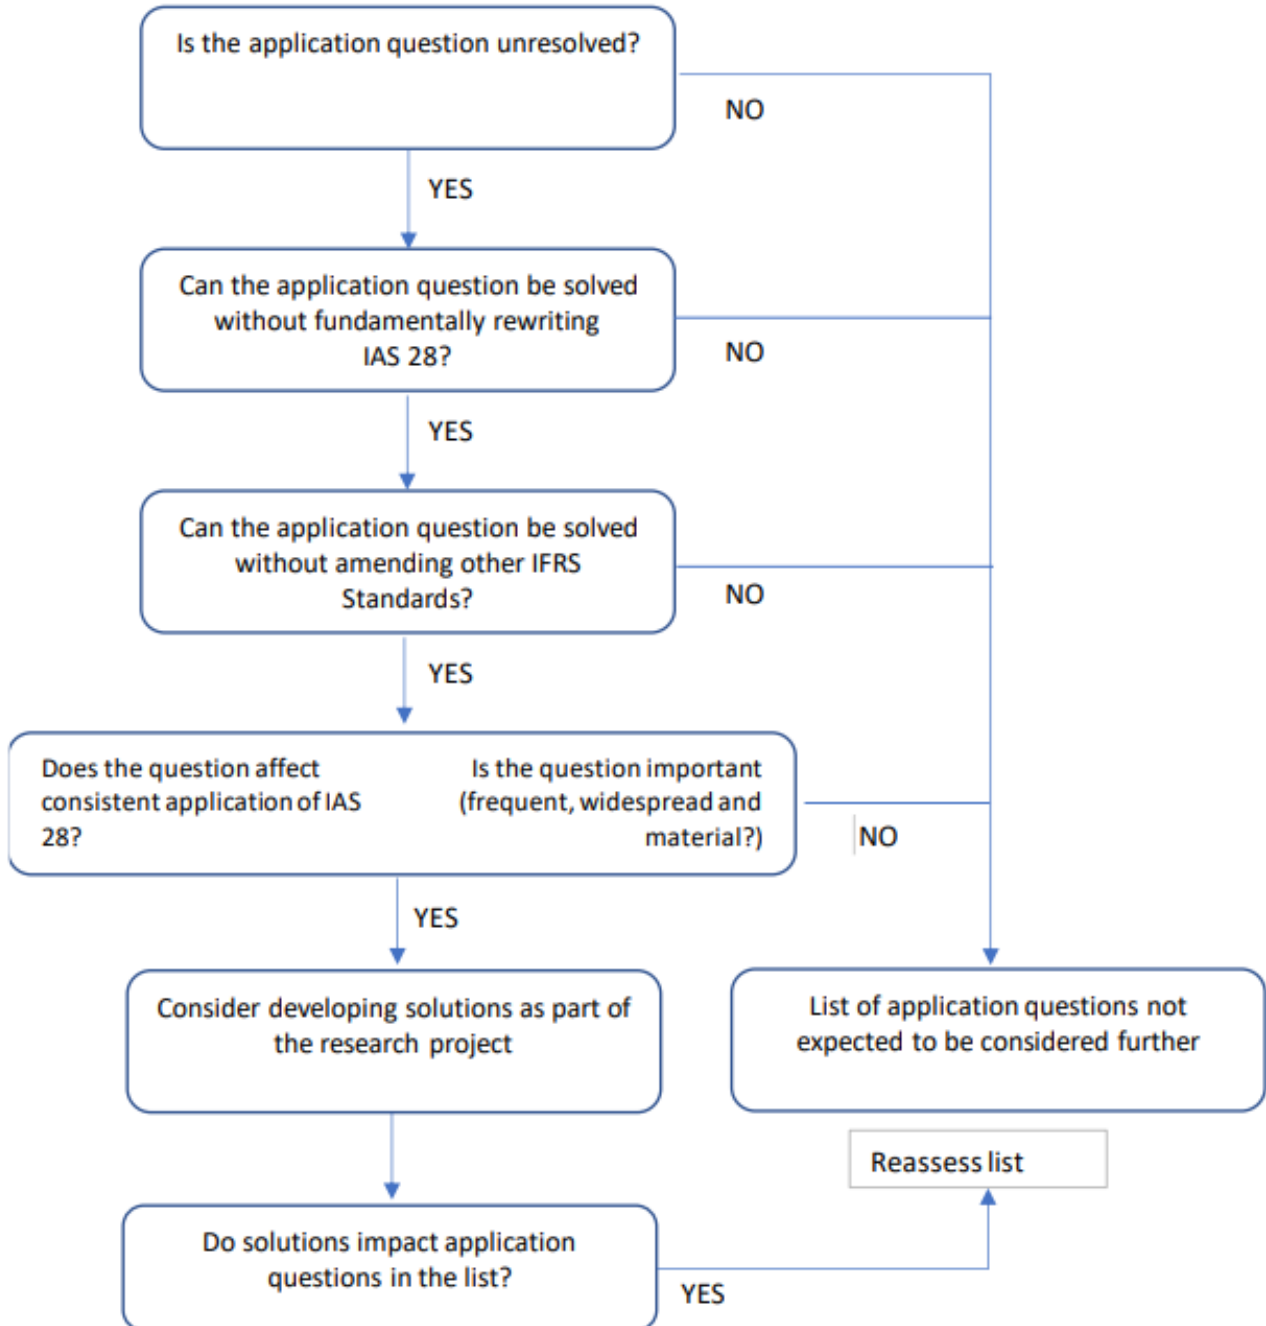 Is the application question unresolved?
NO
YES
Can the application question be solved
without fundamentally rewriting
IAS 28?
NO
YES
Can the application question be solved
without amending other IFRS
Standards?
NO
YES
Does the question affect
consistent application of IAS
28?
Is the question important
(frequent, widespread and
material?)
NO
YES
Consider developing solutions as part of
the research project
List of application questions not
expected to be considered further
Reassess list
Do solutions impact application
questions in the list?
YES